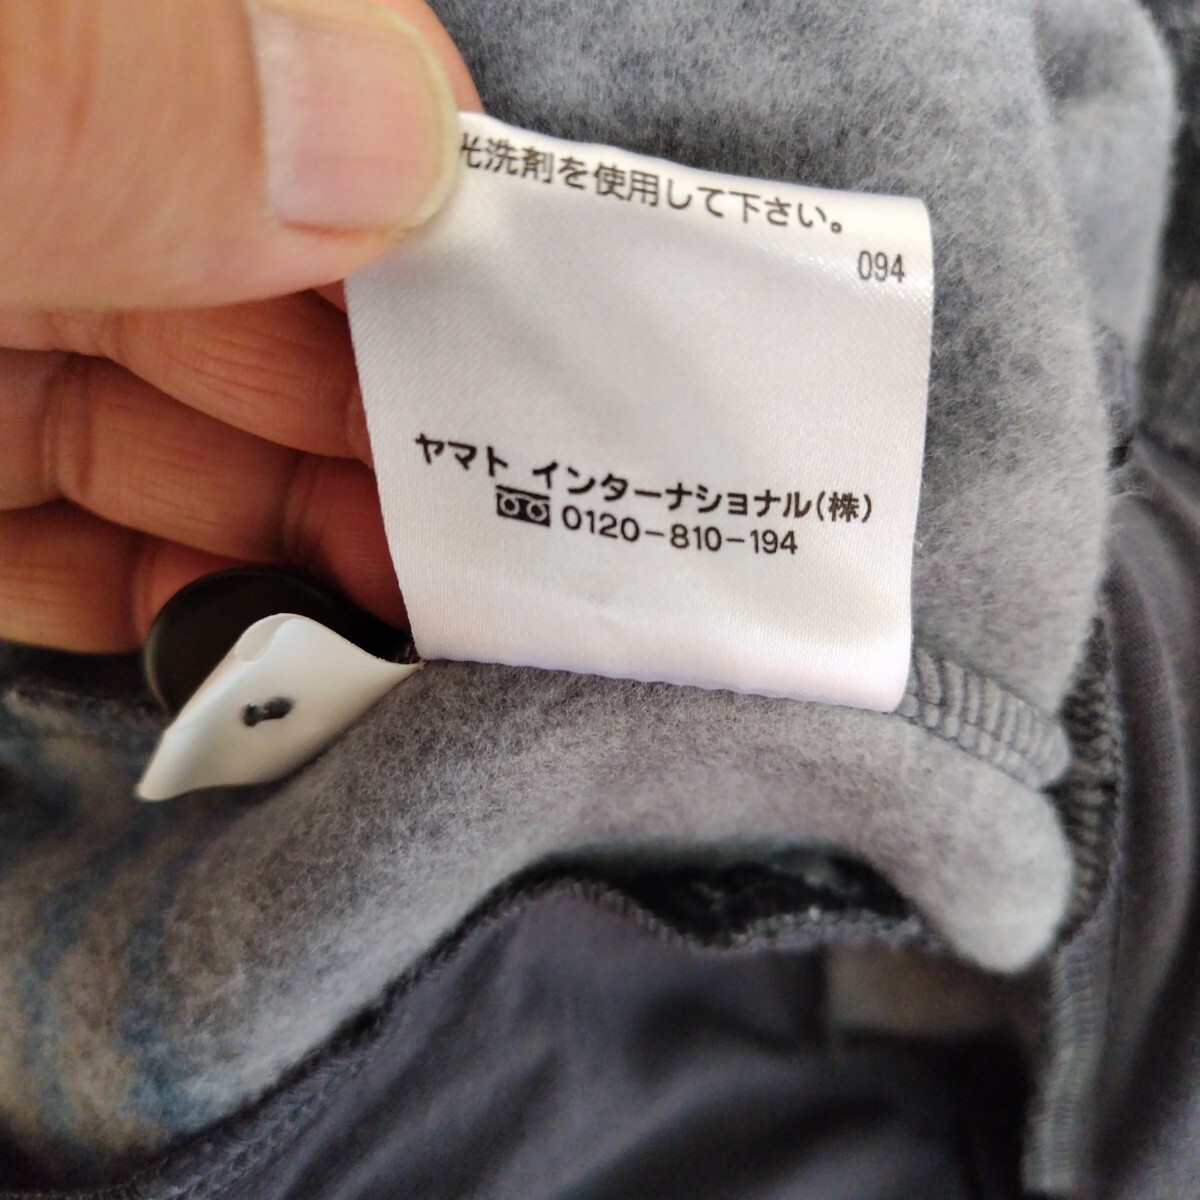 光洗剤を使用して下さい。
094
ヤマト インターナショナル(株)
0120-810-194